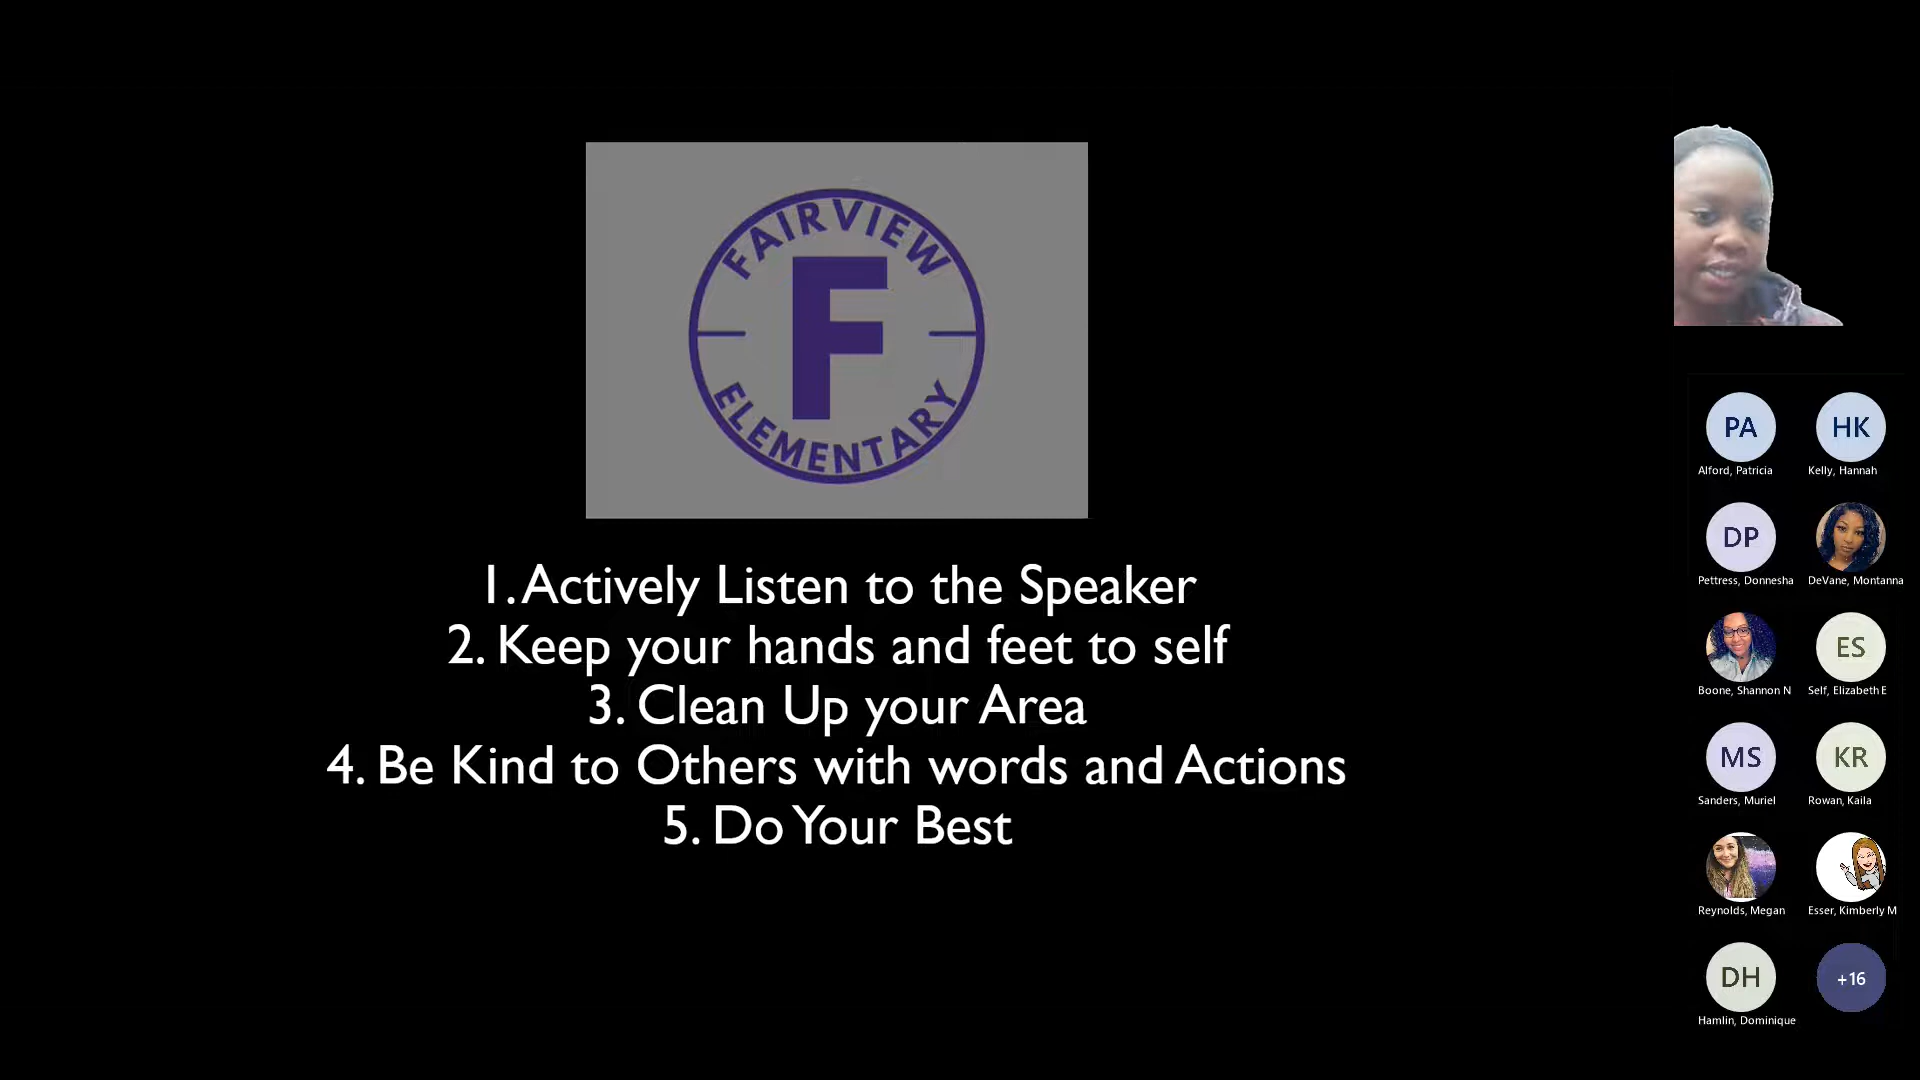 FAIRVIEW
F
ELEMENTARY
1. Actively Listen to the Speaker
2. Keep your hands and feet to self
3. Clean Up your Area
4. Be Kind to Others with words and Actions
5. Do Your Best
PA
HK
Alford, Patricia
Kelly, Hannah
DP
Pettress, Donnesha
DeVane, Montanna
ES
Boone, Shannon N
Self, Elizabeth E
MS
KR
Sanders, Muriel
Rowan, Kaila
Reynolds, Megan
Esser, Kimberly M
DH
+16
Hamlin, Dominique